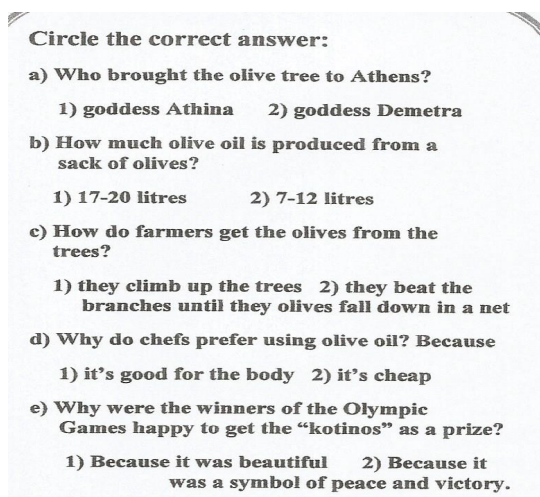 Circle the correct answer:
a) Who brought the olive tree to Athens?
1) goddess Athina 2) goddess Demetra
b) How much olive oil is produced from a
sack of olives?
1) 17-20 litres 2) 7-12 litres
c) How do farmers get the olives from the
trees?
1) they climb up the trees 2) they beat the
branches until they olives fall down in a net
d) Why do chefs prefer using olive oil? Because
1) it's good for the body 2) it's cheap
e) Why were the winners of the Olympic
Games happy to get the “kotinos” as a prize?
1) Because it was beautiful 2) Because it
was a symbol of peace and victory.